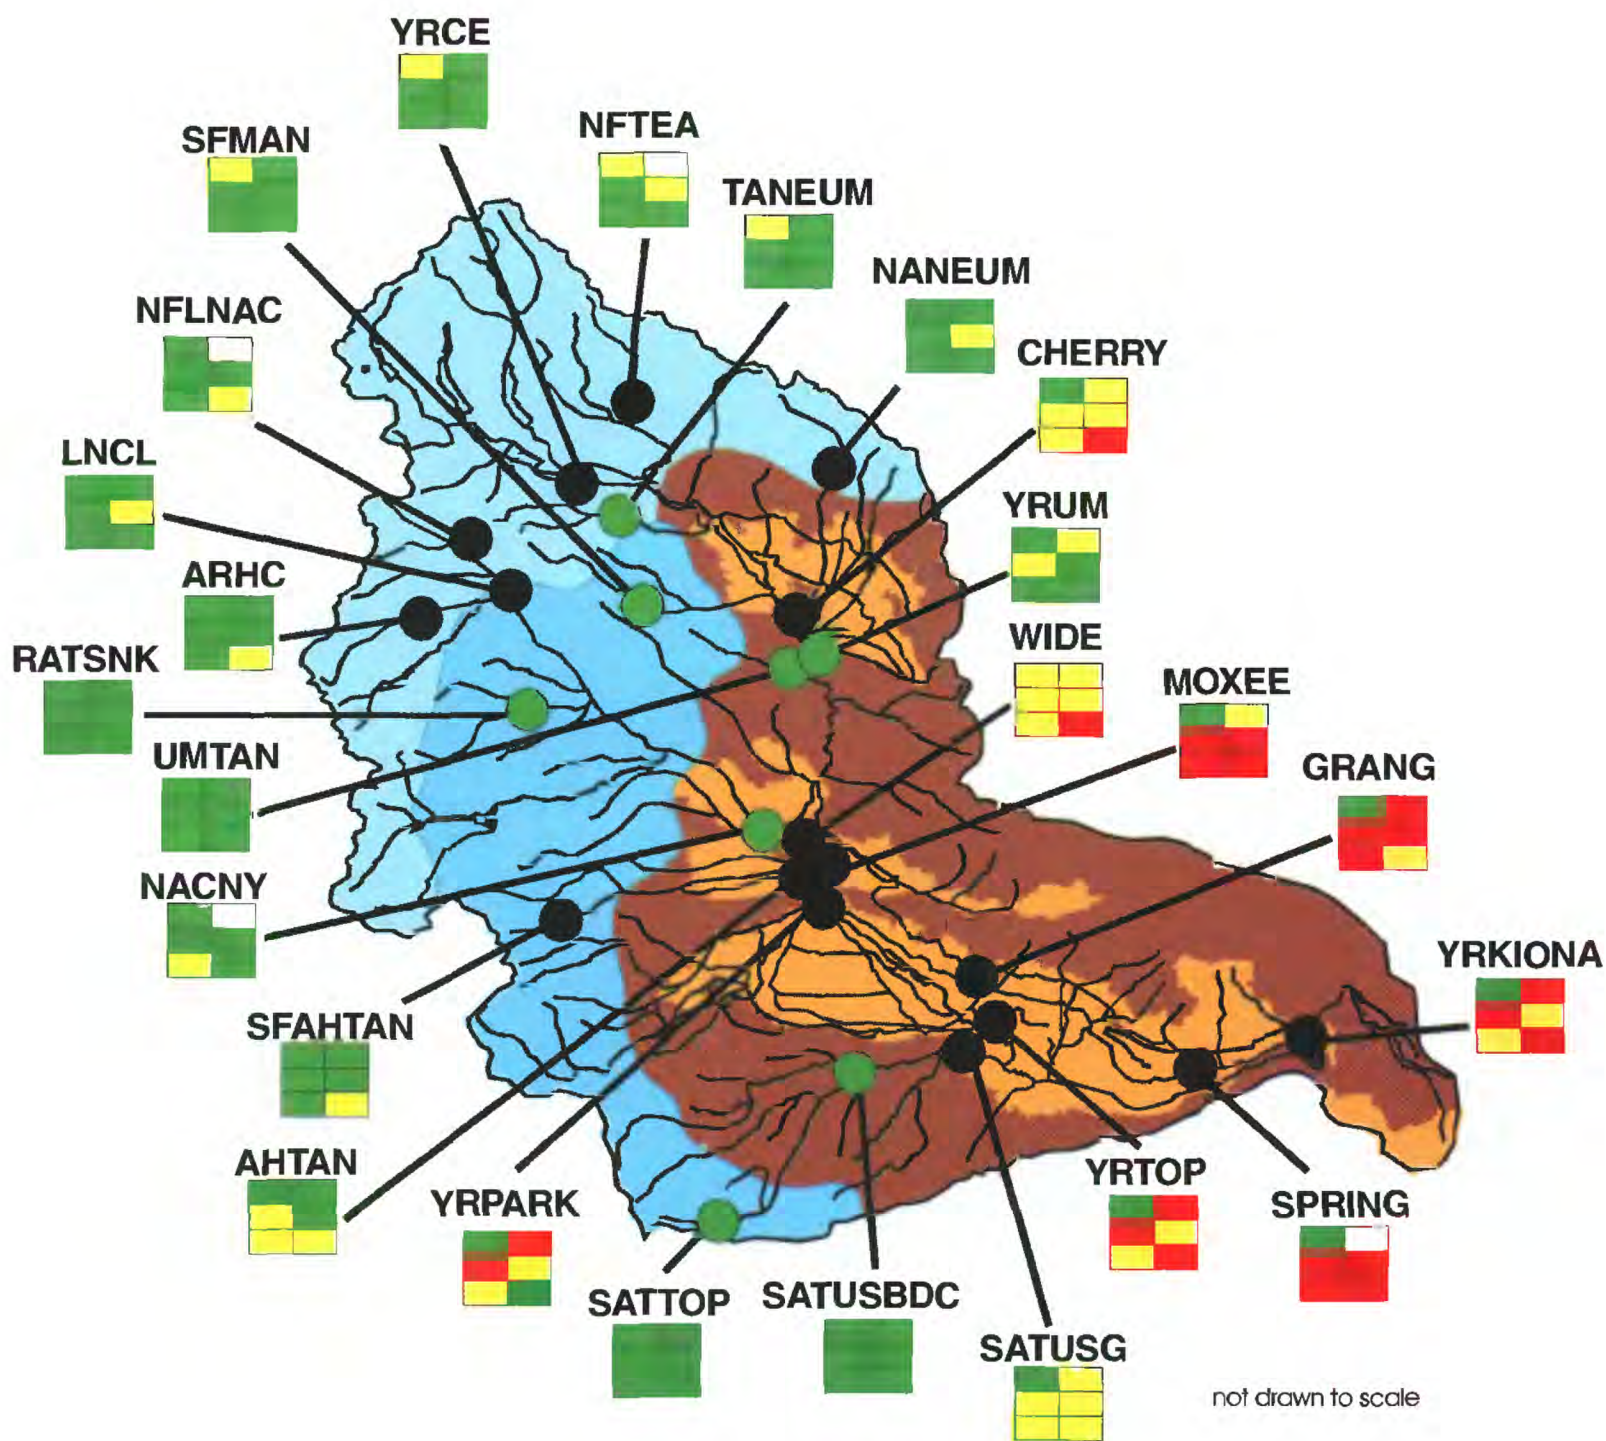 YRCE
NFTEA
SFMAN
TANEUM
NANEUM
NFLNAC
CHERRY
LNCL
YRUM
ARHC
WIDE
RATSNK
MOXEE
UMTAN
GRANG
NACNY
YRKIONA
SFAHTAN
AHTAN
YRPARK
YRTOP
SPRING
SATTOP
SATUSBDC
SATUSG
not drawn to scale